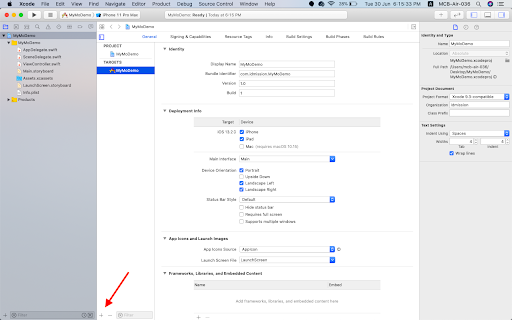 Xcode File Edit View Find Navigate Editor Product Debug Source Control Window Help
29% Tue 30 Jun 6:15:33 PM MCB-Air-036
MyMoDemo
iPhone 11 Pro Max
MyMoDemo: Ready | Today at 6:15 PM
MyMoDemo
MyMoDemo
AppDelegate.swift
SceneDelegate.swift
ViewController.swift
Main.storyboard
Assets.xcassets
LaunchScreen.storyboard
Info.plist
Products
Filter
MyMoDemo
General Signing & Capabilities Resource Tags Info Build Settings Build Phases Build Rules
PROJECT
MyMoDemo
TARGETS
MyMoDemo
Filter
Identity
Display Name MyMoDemo
Bundle Identifier com.idmission.MyMoDemo
Version 1.0
Build 1
Deployment Info
Target Device
iOS 13.2
iPhone
iPad
Mac (requires macOS 10.15)
Main Interface Main
Device Orientation Portrait
Upside Down
Landscape Left
Landscape Right
Status Bar Style Default
Hide status bar
Requires full screen
Supports multiple windows
App Icons and Launch Images
App Icons Source AppIcon
Launch Screen File LaunchScreen
Frameworks, Libraries, and Embedded Content
Name Embed
Add frameworks, libraries, and embedded content here
Identity and Type
Name MyMoDemo
Location Absolute
MyMoDemo.xcodeproj
Full Path /Users/mcb-air-036/
Desktop/MyMoDemo/
MyMoDemo.xcodeproj
Project Document
Project Format Xcode 9.3-compatible
Organization idmission
Class Prefix
Text Settings
Indent Using Spaces
Widths 4 4
Tab Indent
Wrap lines